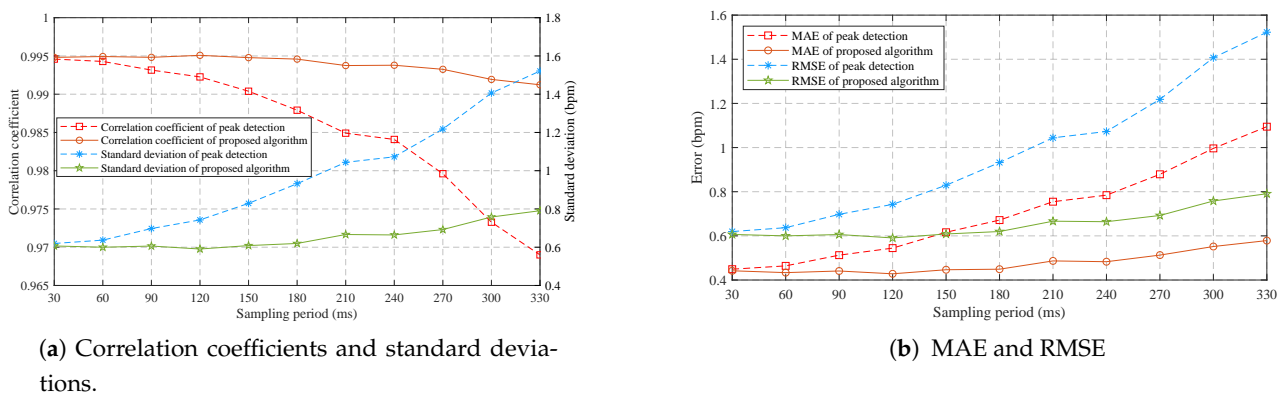 1
0.995
0.99
0.985
0.98
0.975
0.97
0.965
Correlation coefficient
1.8
1.6
1.4
1.2
1
0.8
0.6
0.4
Standard deviation (bpm)
Correlation coefficient of peak detection
Correlation coefficient of proposed algorithm
Standard deviation of peak detection
Standard deviation of proposed algorithm
30 60 90 120 150 180 210 240 270 300 330
Sampling period (ms)
(a) Correlation coefficients and standard devia-
tions.
1.6
1.4
1.2
1
0.8
0.6
0.4
Error (bpm)
MAE of peak detection
MAE of proposed algorithm
RMSE of peak detection
RMSE of proposed algorithm
30 60 90 120 150 180 210 240 270 300 330
Sampling period (ms)
(b) MAE and RMSE